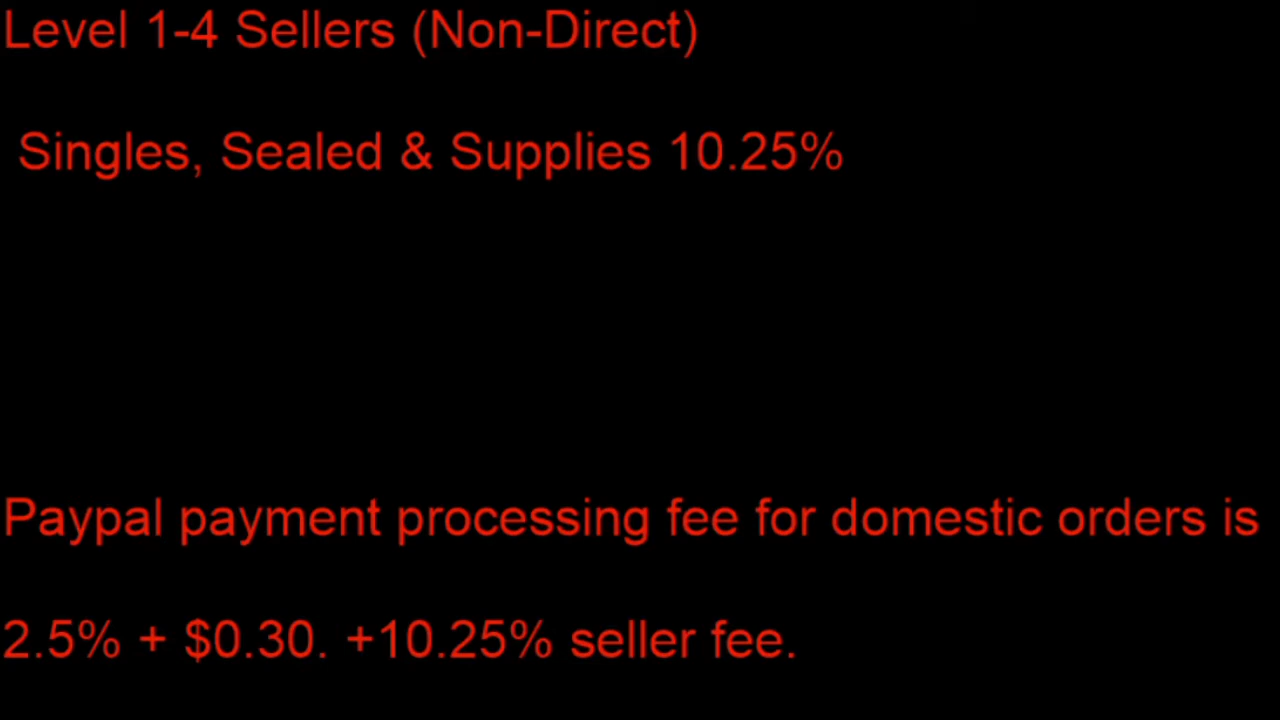 Level 1-4 Sellers (Non-Direct)
Singles, Sealed & Supplies 10.25%
Paypal payment processing fee for domestic orders is
2.5% + $0.30. +10.25% seller fee.